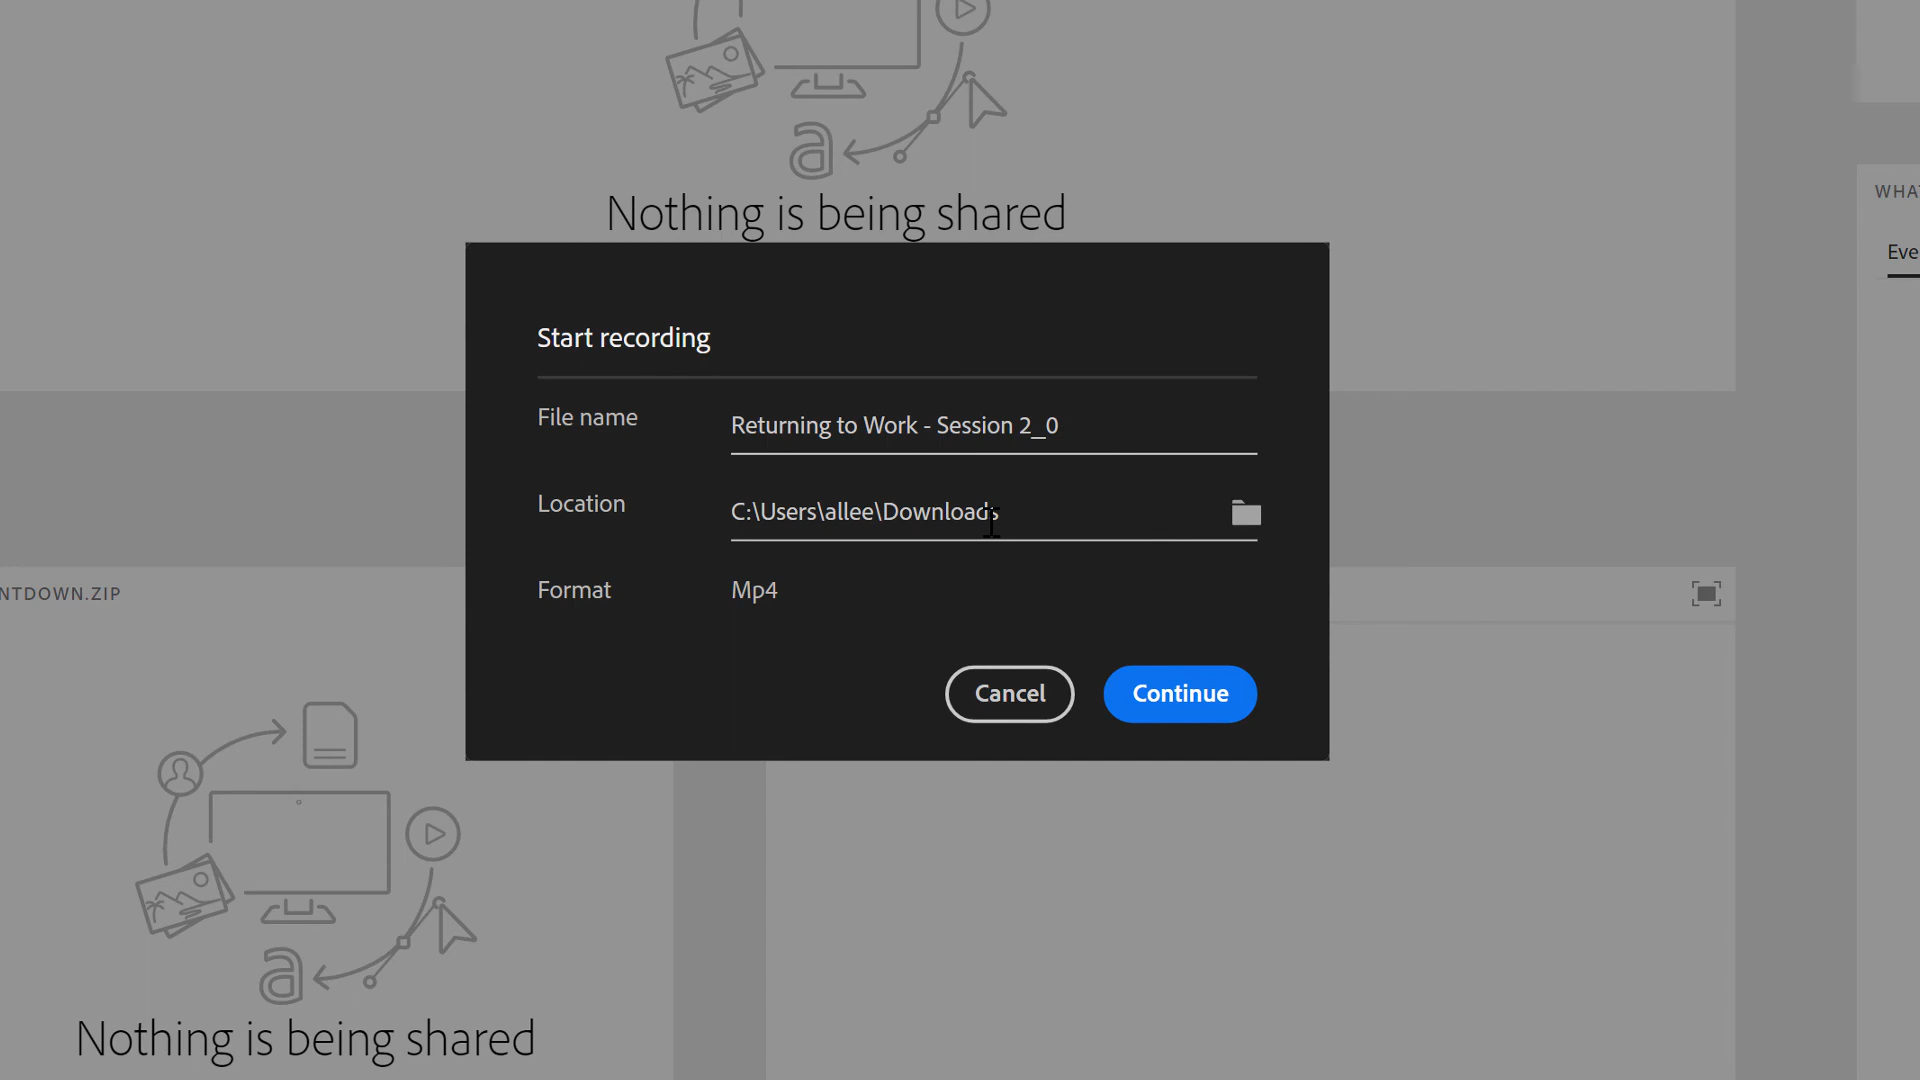 Nothing is being shared
WHAT
Eve
Start recording
File name
Returning to Work - Session 2_0
Location
C:\Users\allee\Downloads
Format
Mp4
Cancel
Continue
NTDOWN.ZIP
Nothing is being shared